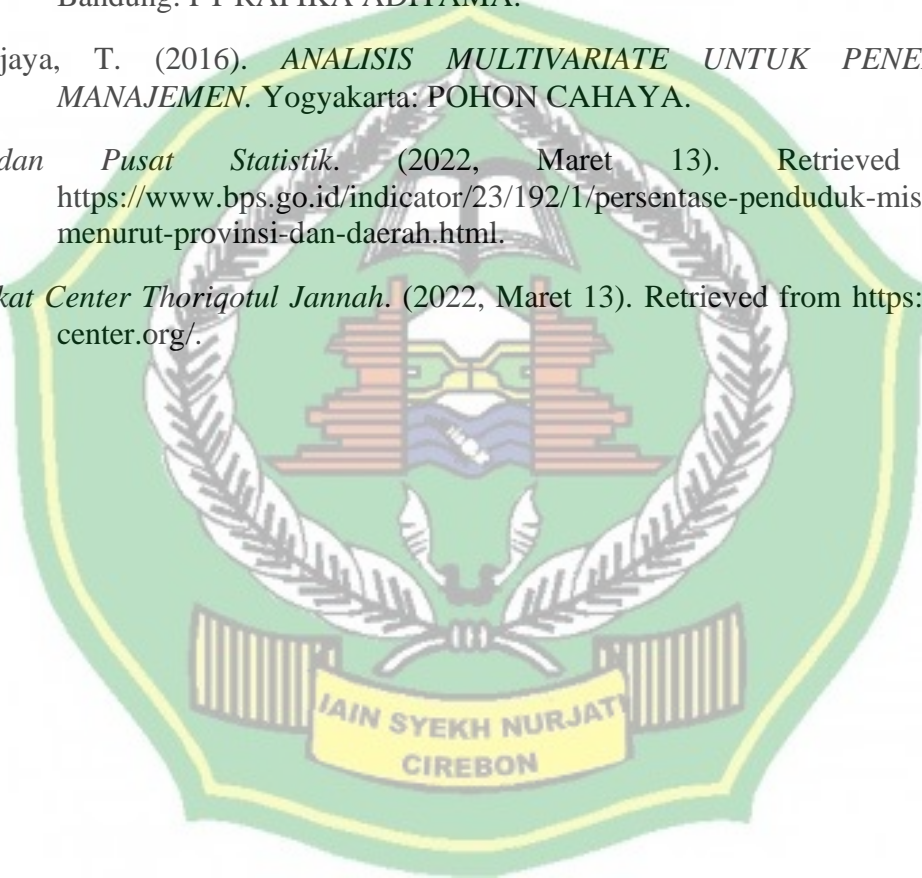 Bandung: PT RAFIKA ADITAMA.
jaya, T. (2016). ANALISIS MULTIVARIATE UNTUK PENE
MANAJEMEN. Yogyakarta: POHON CAHAYA.
dan Pusat Statistik. (2022, Maret 13). Retrieved
https://www.bps.go.id/indicator/23/192/1/persentase-penduduk-mis
menurut-provinsi-dan-daerah.html.
kat Center Thoriqotul Jannah. (2022, Maret 13). Retrieved from https:
center.org/.
IAIN SYEKH NURJATI
CIREBON